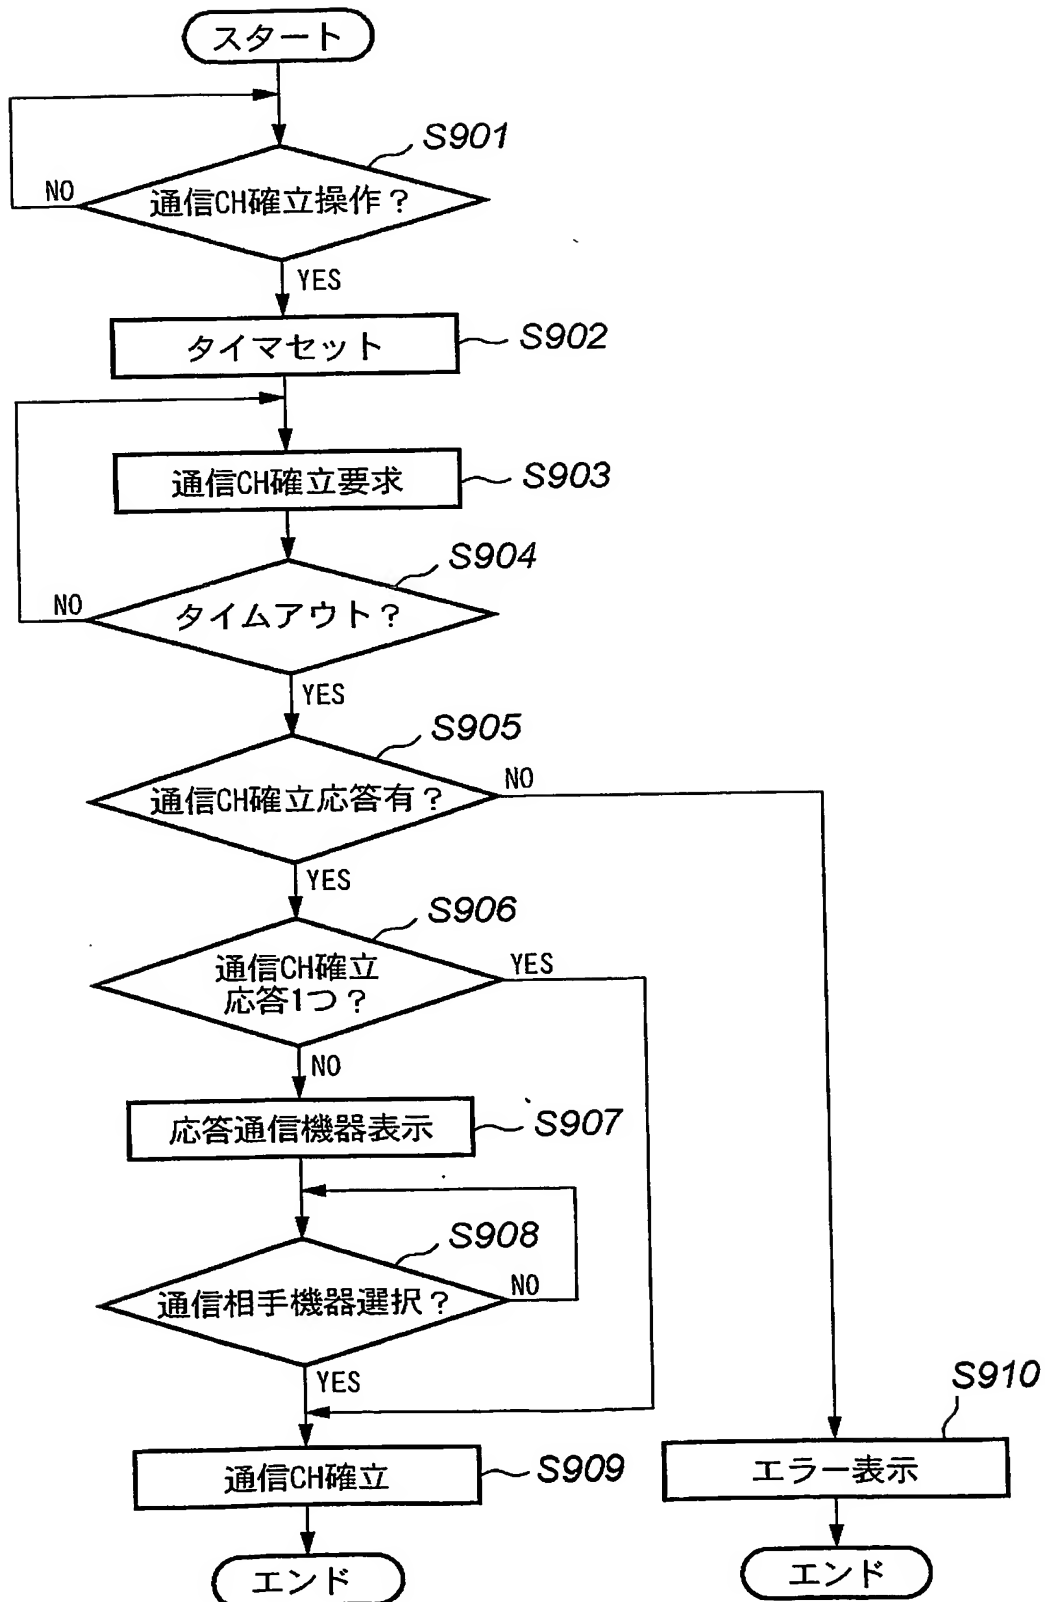 スタート
S901
通信CH確立操作？
NO
YES
タイマセット
S902
通信CH確立要求
S903
S904
タイムアウト？
NO
YES
S905
通信CH確立応答有？
NO
YES
S906
通信CH確立
応答1つ？
YES
NO
応答通信機器表示
S907
S908
通信相手機器選択？
NO
YES
S910
通信CH確立
S909
エラー表示
エンド
エンド